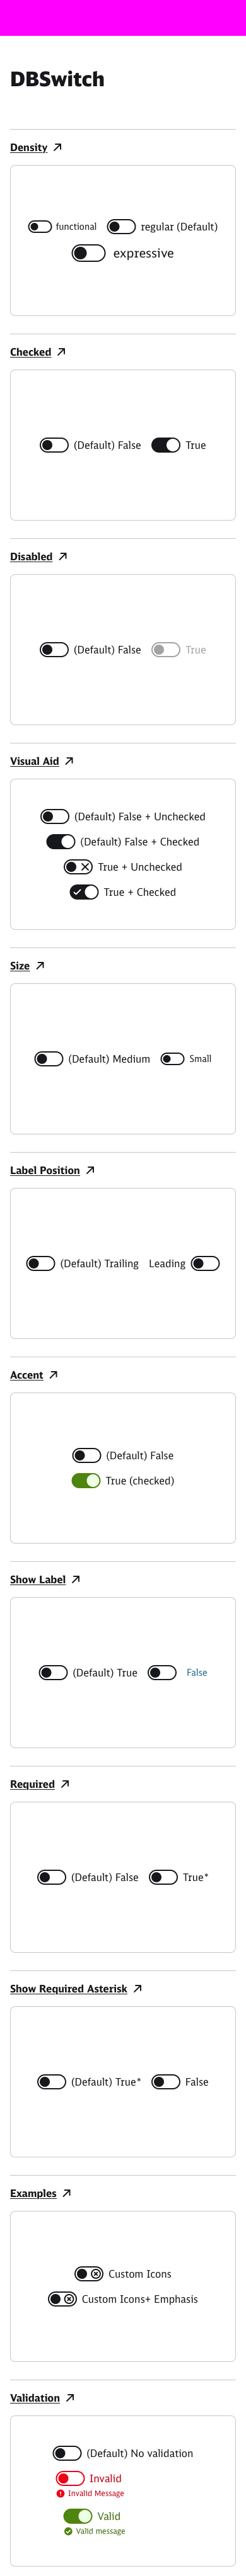 DBSwitch
Density
functional regular (Default)
expressive
Checked
(Default) False True
Disabled
(Default) False True
Visual Aid
(Default) False + Unchecked
(Default) False + Checked
True + Unchecked
True + Checked
Size
(Default) Medium Small
Label Position
(Default) Trailing Leading
Accent
(Default) False
True (checked)
Show Label
(Default) True False
Required
(Default) False True*
Show Required Asterisk
(Default) True* False
Examples
Custom Icons
Custom Icons+ Emphasis
Validation
(Default) No validation
Invalid
Invalid Message
Valid
Valid message